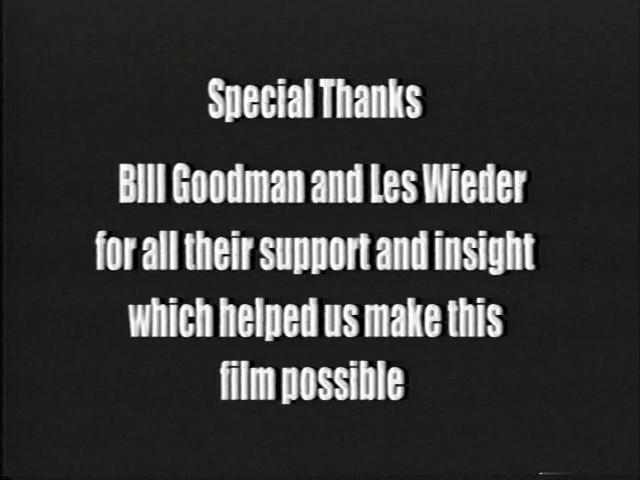 Special Thanks
Bill Goodman and Les Wieder
for all their support and insight
which helped us make this
film possible